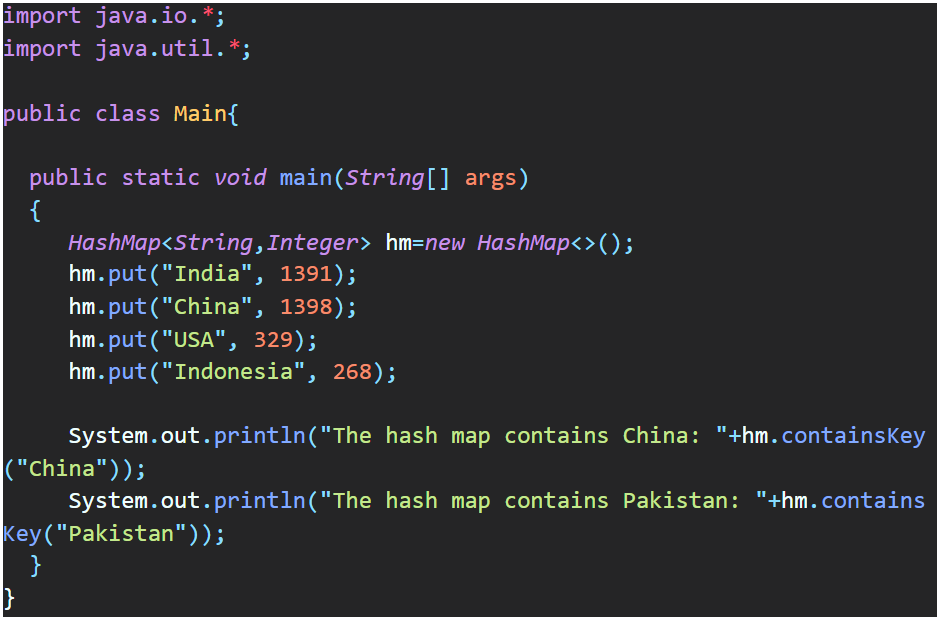 import java.io.*;
import java.util.*;
public class Main{
public static void main(String[] args)
{
HashMap<String,Integer> hm=new HashMap<>();
hm.put("India", 1391);
hm.put("China", 1398);
hm.put("USA", 329);
hm.put("Indonesia", 268);
System.out.println("The hash map contains China: "+hm.containsKey
("China"));
System.out.println("The hash map contains Pakistan: "+hm.contains
Key("Pakistan"));
}
}